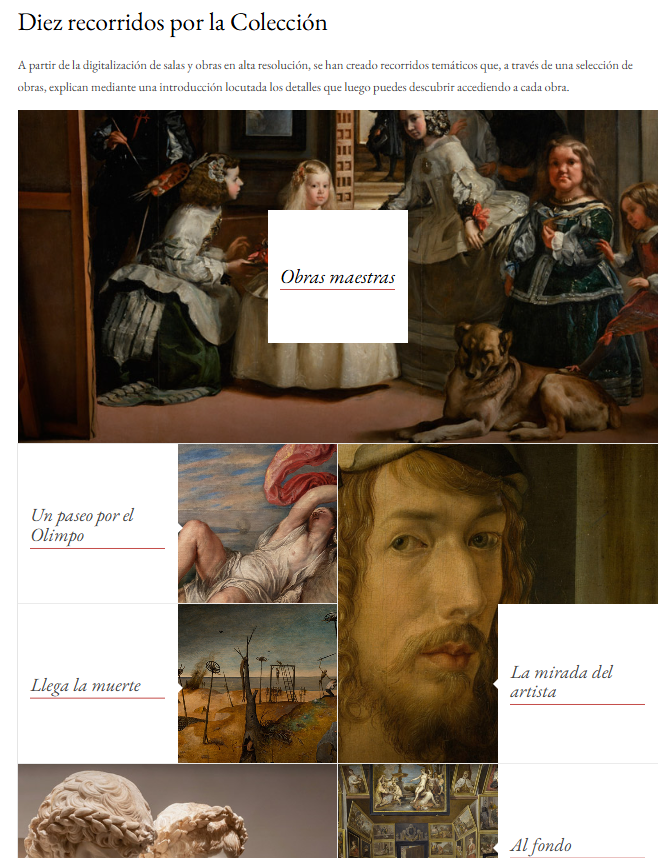 Diez recorridos por la Colección
A partir de la digitalización de salas y obras en alta resolución, se han creado recorridos temáticos que, a través de una selección de
obras, explican mediante una introducción locutada los detalles que luego puedes descubrir accediendo a cada obra.
Obras maestras
Un paseo por el
Olimpo
Llega la muerte
La mirada del
artista
Al fondo